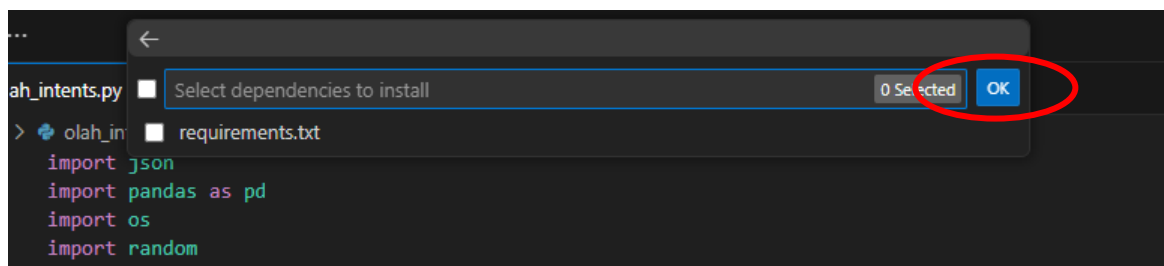 ...
ah_intents.py
Select dependencies to install
0 Selected
OK
olah_in
requirements.txt
import json
import pandas as pd
import os
import random